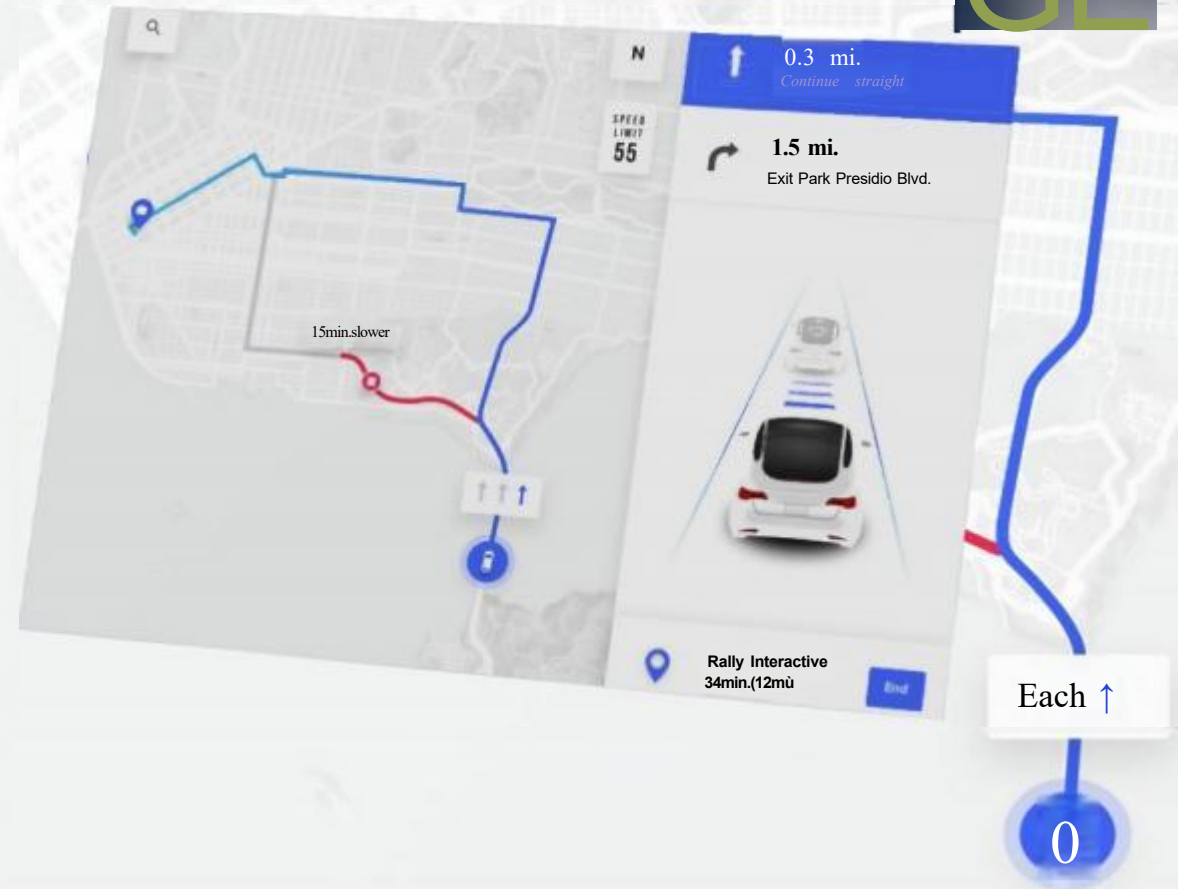 GE
N
SPEED
LIMIT
55
0.3 mi.
Continue straight
1.5 mi.
Exit Park Presidio Blvd.
15min.slower
Rally Interactive
34min.(12mù
End
Each ↑
0